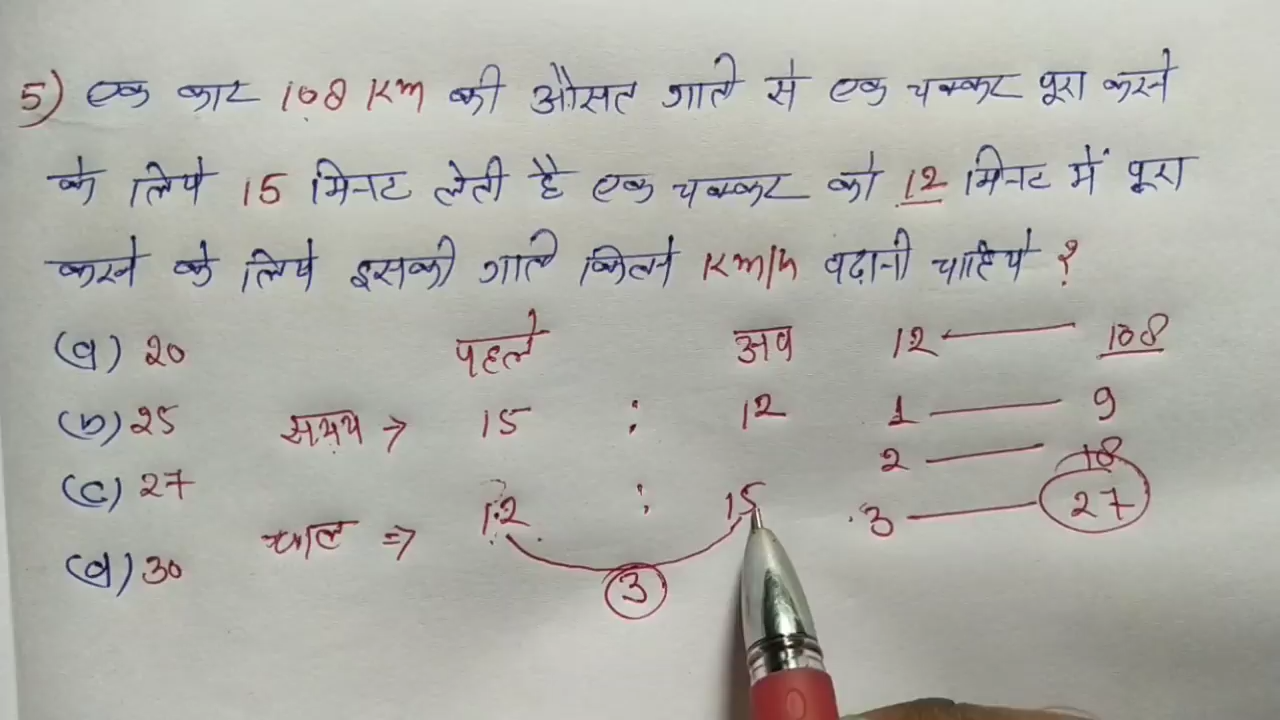 5) एक कार 108 Km की औसत गति से एक चक्कर पूरा करने
के लिये 15 मिनट लेती है एक चक्कर को 12 मिनट में पूरा
करने के लिये इसकी गति कितने Km/h बढ़ानी चाहिये ?
(a) 20
(b) 25
(c) 27
(d) 30
पहले अब
समय → 15 : 12
चाल ⇒ 12 : 15
3
12 — 108
1 — 9
2 — 18
3 — 27